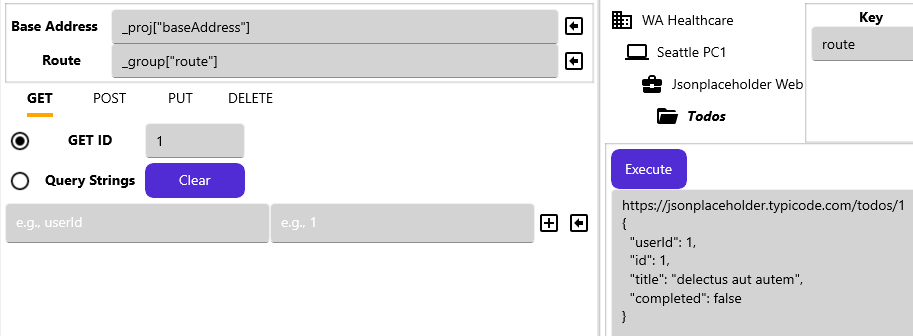 Base Address
_proj["baseAddress"]
Route
_group["route"]
GET POST PUT DELETE
GET ID
1
Query Strings
Clear
e.g., userId
e.g., 1
WA Healthcare
Seattle PC1
Jsonplaceholder Web
Todos
Key
route
Execute
https://jsonplaceholder.typicode.com/todos/1
{
"userId": 1,
"id": 1,
"title": "delectus aut autem",
"completed": false
}